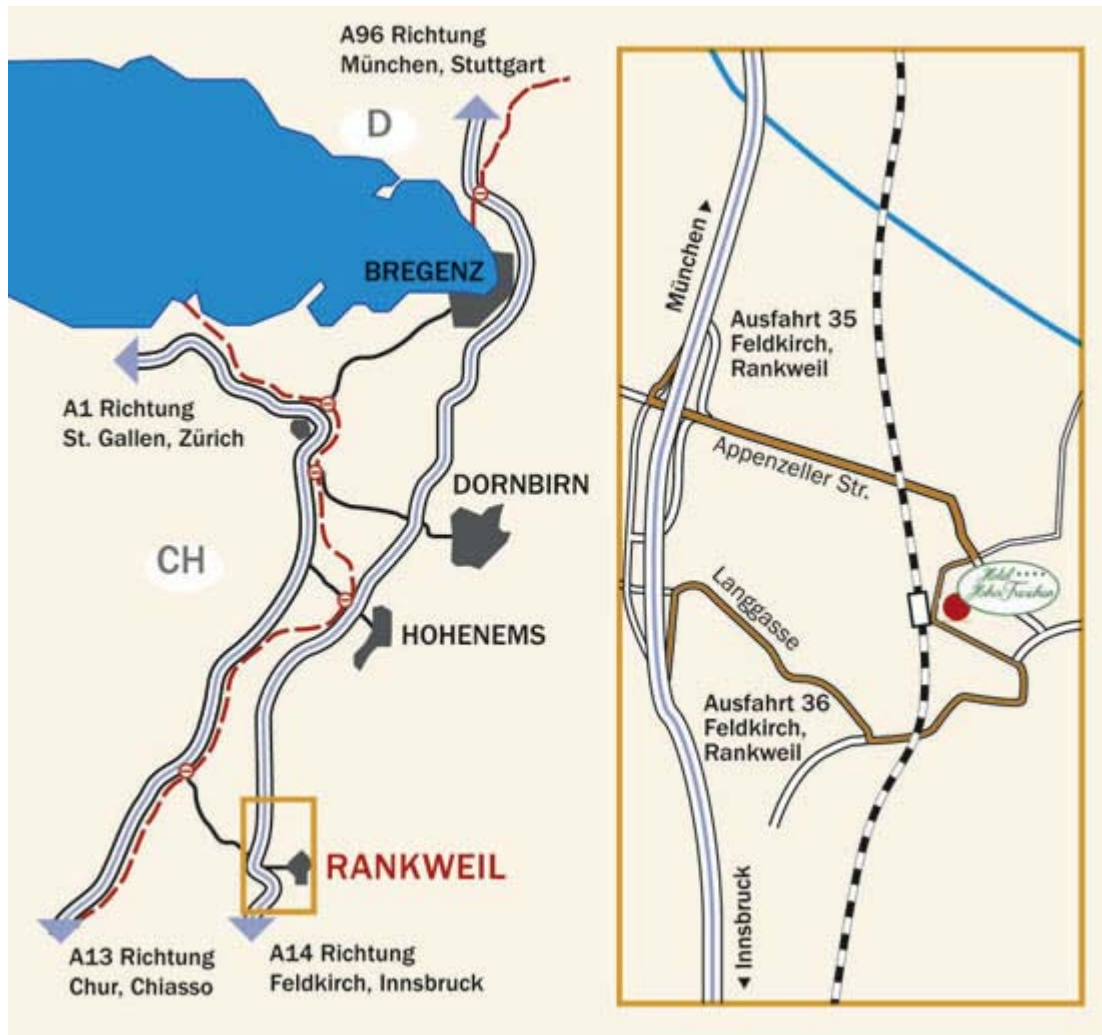 A96 Richtung
München, Stuttgart
D
BREGENZ
A1 Richtung
St. Gallen, Zürich
DORNBIRN
CH
HOHENEMS
RANKWEIL
A13 Richtung
Chur, Chiasso
A14 Richtung
Feldkirch, Innsbruck
München
Ausfahrt 35
Feldkirch,
Rankweil
Appenzeller Str.
Langgasse
Hotel
Ausfahrt 36
Feldkirch,
Rankweil
Innsbruck